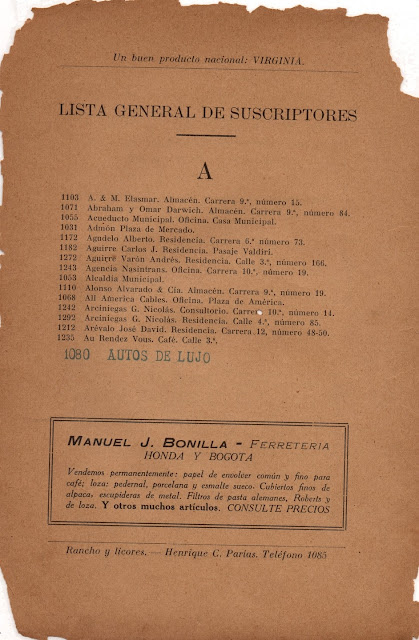 Un buen producto nacional: VIRGINIA.
LISTA GENERAL DE SUSCRIPTORES
A
1103 A. & M. Elasmar. Almacén. Carrera 9.ª, número 15.
1071 Abraham y Omar Darwich. Almacén. Carrera 9.ª, número 84.
1055 Acueducto Municipal. Oficina. Casa Municipal.
1031 Admón Plaza de Mercado.
1172 Agudelo Alberto. Residencia. Carrera 6.ª número 73.
1182 Aguirre Carlos J. Residencia. Pasaje Valdiri.
1272 Aguirre Varón Andrés. Residencia. Calle 3.ª, número 166.
1243 Agencia Nasintrans. Oficina. Carrera 10.ª, número 19.
1053 Alcaldía Municipal.
1110 Alonso Alvarado & Cía. Almacén. Carrera 9.ª, número 19.
1068 All America Cables. Oficina. Plaza de América.
1242 Arciniegas G. Nicolás. Consultorio. Carrera 10.ª, número 14.
1292 Arciniegas G. Nicolás. Residencia. Calle 4.ª, número 85.
1212 Arévalo José David. Residencia. Carrera 12, número 48-50.
1235 Au Rendez Vous. Café. Calle 3.ª.
1080 AUTOS DE LUJO
MANUEL J. BONILLA - FERRETERIA
HONDA Y BOGOTA
Vendemos permanentemente: papel de envolver común y fino para
café; loza: pedernal, porcelana y esmalte sueco. Cubiertos finos de
alpaca, escupideras de metal. Filtros de pasta alemanes, Roberts y
de loza. Y otros muchos artículos. CONSULTE PRECIOS
Rancho y licores. — Henrique C. Parias. Teléfono 1085